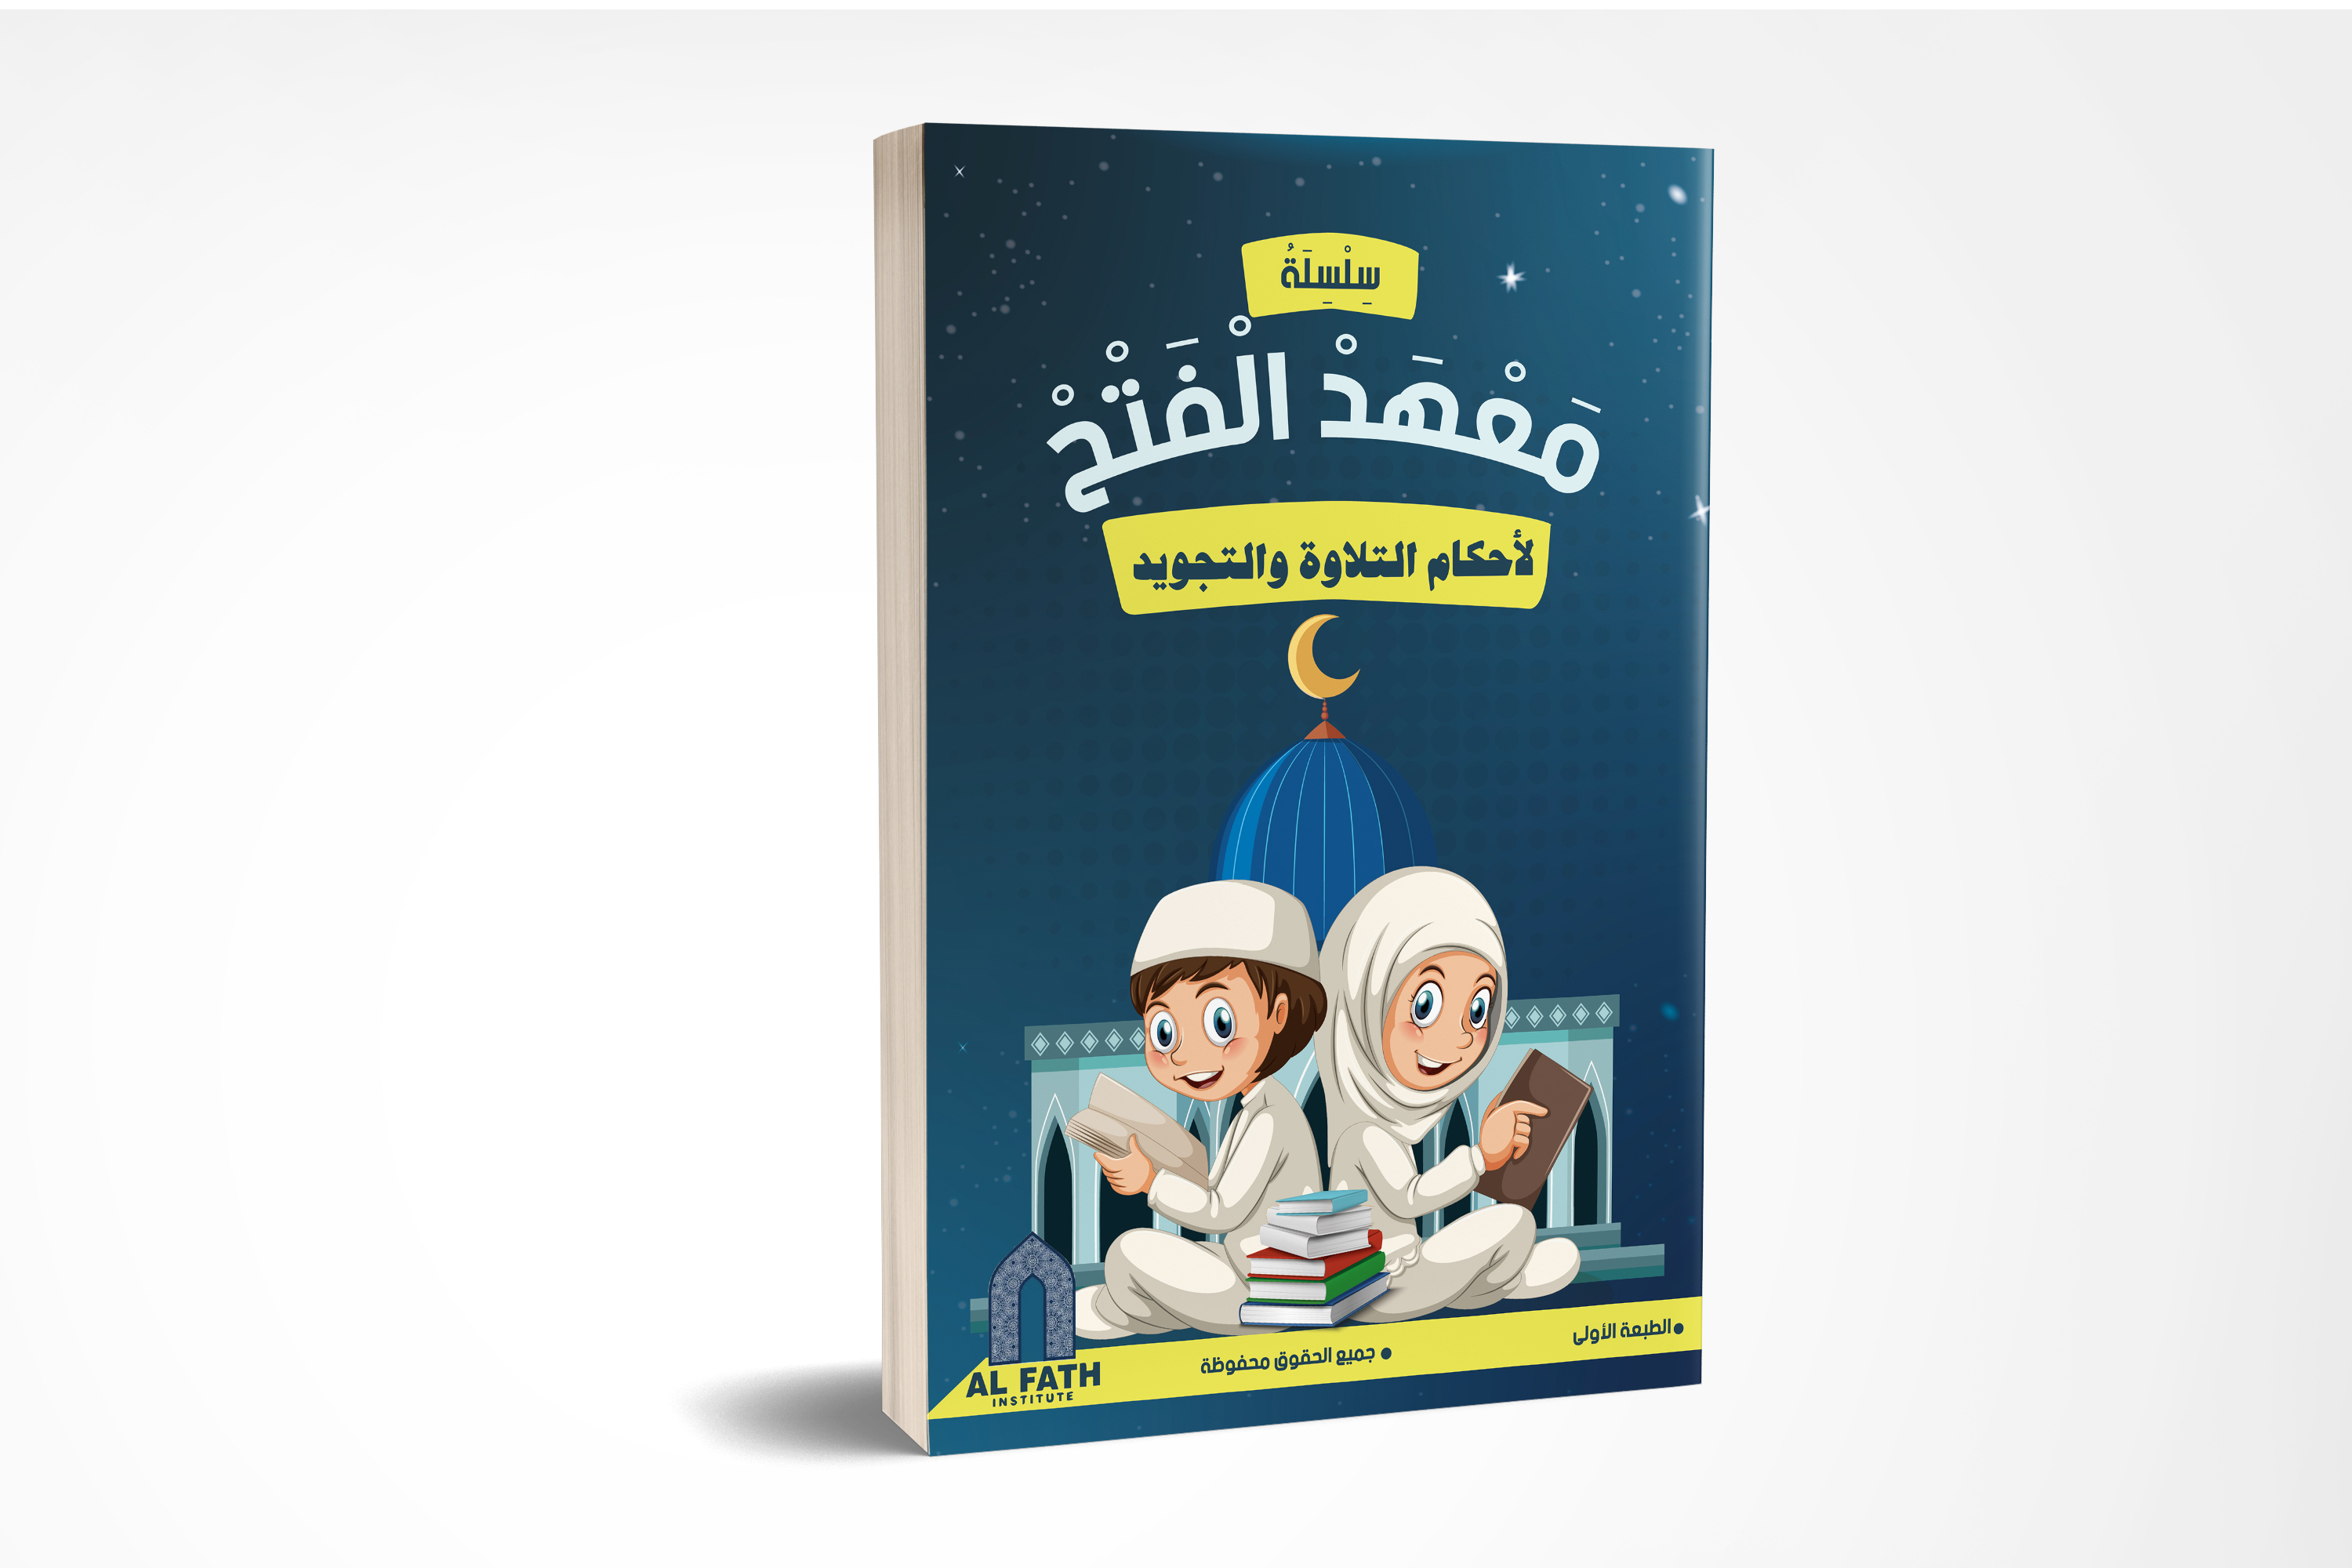 سِلْسِلَةُ
مَعْهَدْ الْفَتْحْ
لأحكام التلاوة والتجويد
•الطبعة الأولى
• جميع الحقوق محفوظة
AL FATH
INSTITUTE